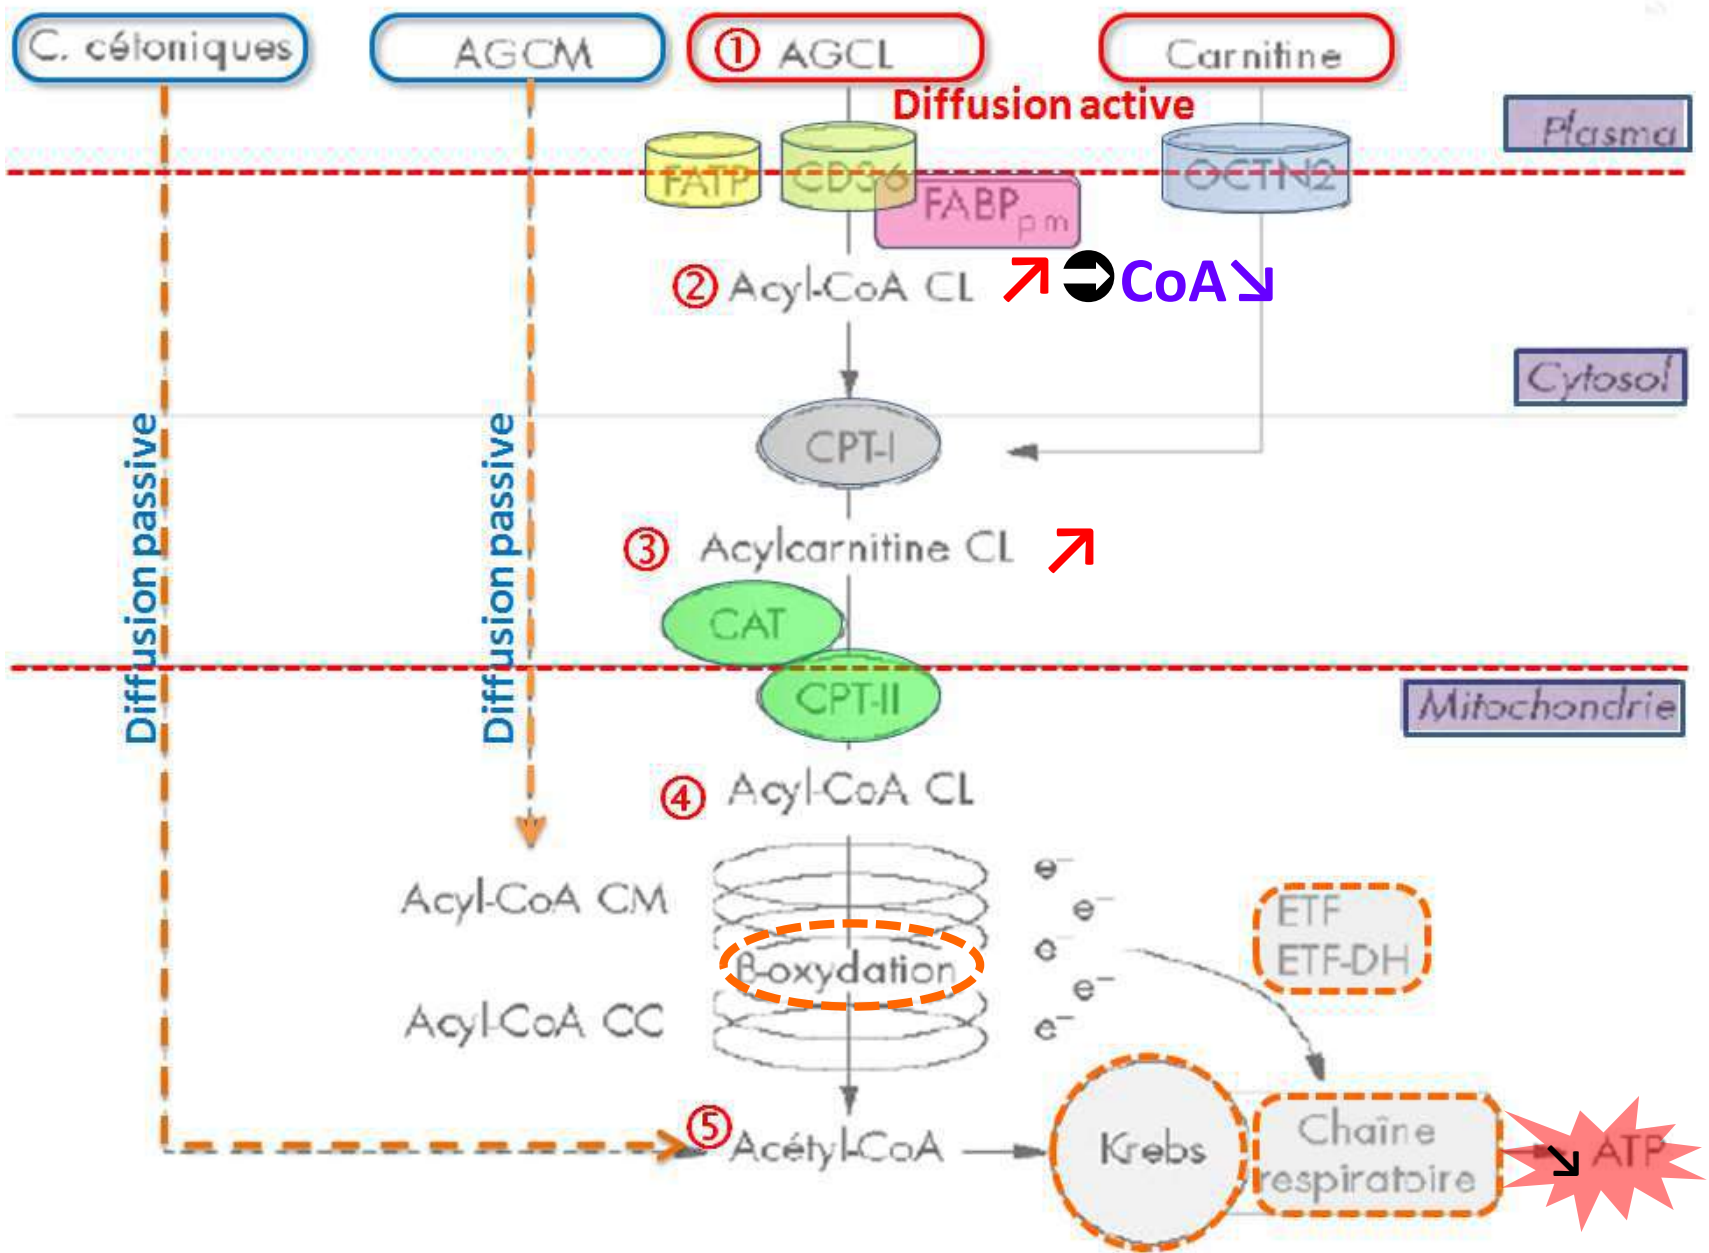 C. cétoniques
AGCM
① AGCL
Carnitine
Diffusion active
Plasma
FATP
CD36
FABP pm
OCTN2
② Acyl-CoA CL ↗ ➲ CoA ↘
Cytosol
CPT-I
Diffusion passive
Diffusion passive
③ Acylcarnitine CL ↗
CAT
CPT-II
Mitochondrie
④ Acyl-CoA CL
Acyl-CoA CM
e⁻
e⁻
e⁻
e⁻
e⁻
ETF
ETF-DH
β-oxydation
Acyl-CoA CC
⑤ Acétyl-CoA
Krebs
Chaîne
respiratoire
↘ ATP